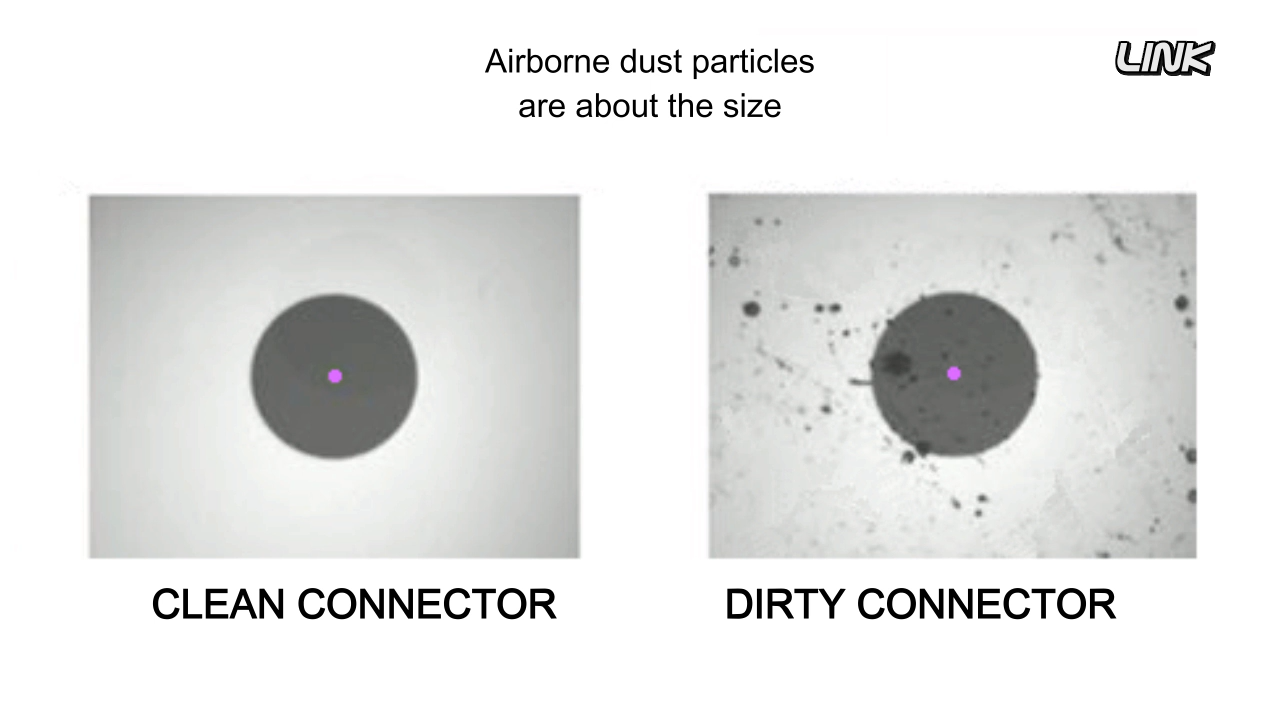 Airborne dust particles
are about the size
LINK
CLEAN CONNECTOR
DIRTY CONNECTOR